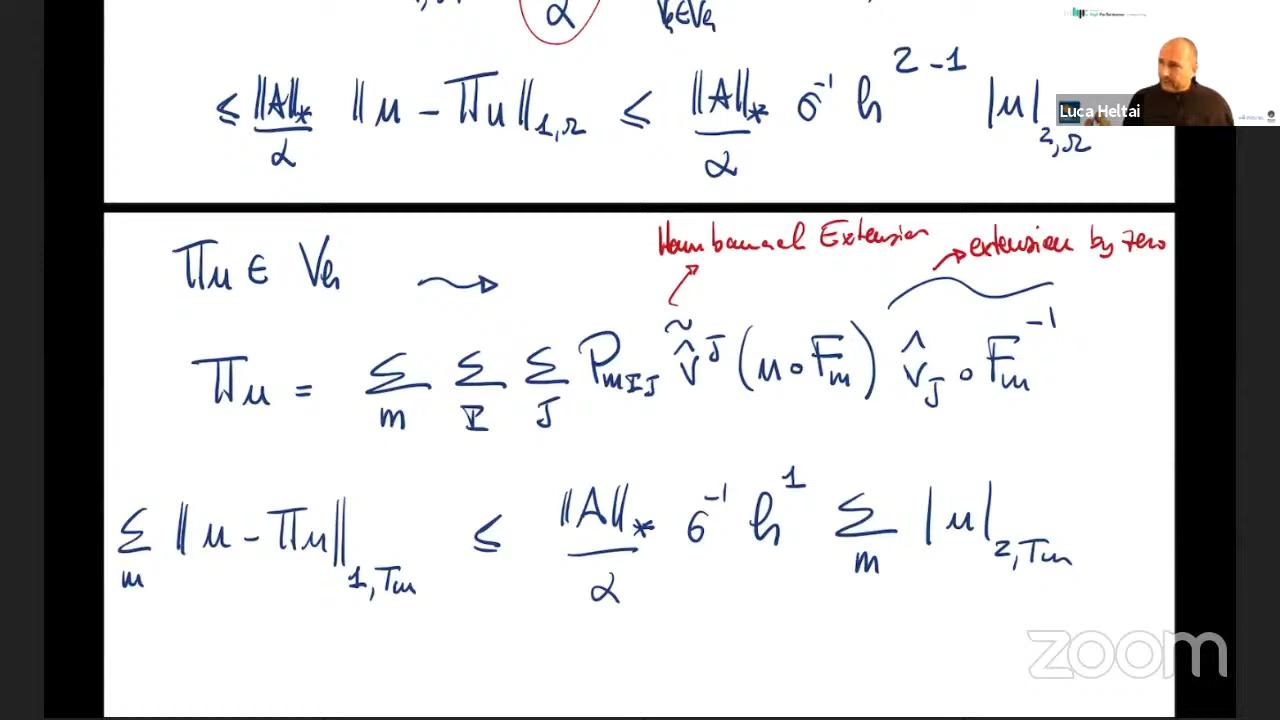 α V_h∈V_h
≤ ‖A‖_* / α ‖u − Πu‖_{1,Ω} ≤ ‖A‖_* / α σ^{-1} h^{2-1} |u|_{2,Ω}
Luca Heltai
Hannbanach Extension
extension by zero
Πu ∈ V_h ⇝
Πu = Σ_m Σ_I Σ_J P_{mIJ} \tilde{\hat{v}}^J (u∘F_m) \hat{v}_J ∘ F_m^{-1}
Σ_m ‖u − Πu‖_{1,T_m} ≤ ‖A‖_* / α σ^{-1} h^1 Σ_m |u|_{2,T_m}
zoom